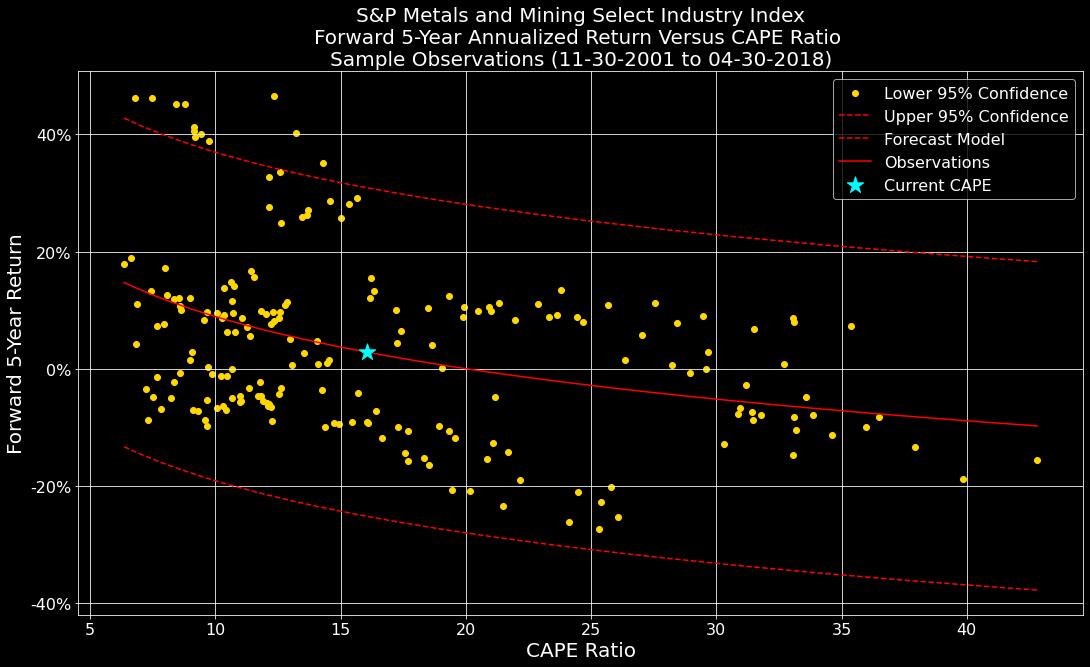 S&P Metals and Mining Select Industry Index
Forward 5-Year Annualized Return Versus CAPE Ratio
Sample Observations (11-30-2001 to 04-30-2018)
Lower 95% Confidence
Upper 95% Confidence
Forecast Model
Observations
Current CAPE
Forward 5-Year Return
40%
20%
0%
-20%
-40%
5 10 15 20 25 30 35 40
CAPE Ratio